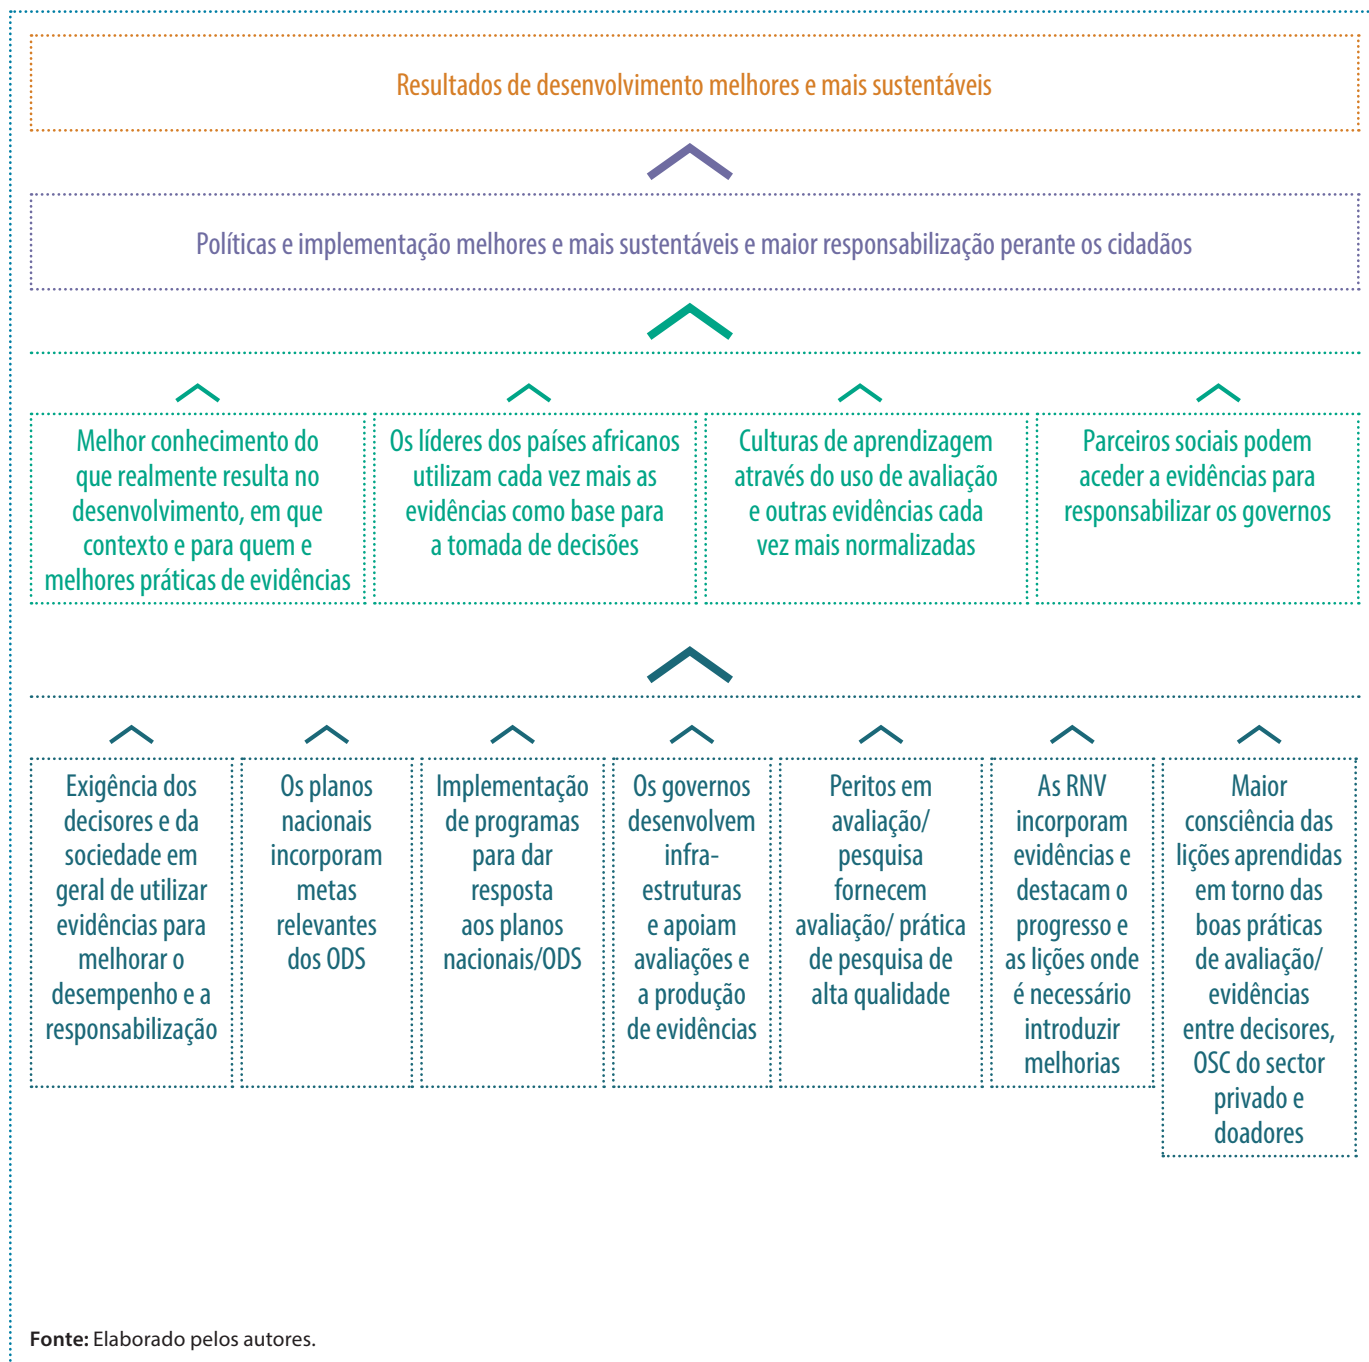 Resultados de desenvolvimento melhores e mais sustentáveis
Políticas e implementação melhores e mais sustentáveis e maior responsabilização perante os cidadãos
Melhor conhecimento do
que realmente resulta no
desenvolvimento, em que
contexto e para quem e
melhores práticas de evidências
Os líderes dos países africanos
utilizam cada vez mais as
evidências como base para
a tomada de decisões
Culturas de aprendizagem
através do uso de avaliação
e outras evidências cada
vez mais normalizadas
Parceiros sociais podem
aceder a evidências para
responsabilizar os governos
Exigência dos
decisores e da
sociedade em
geral de utilizar
evidências para
melhorar o
desempenho e a
responsabilização
Os planos
nacionais
incorporam
metas
relevantes
dos ODS
Implementação
de programas
para dar
resposta
aos planos
nacionais/ODS
Os governos
desenvolvem
infra-
estruturas
e apoiam
avaliações e
a produção
de evidências
Peritos em
avaliação/
pesquisa
fornecem
avaliação/ prática
de pesquisa de
alta qualidade
As RNV
incorporam
evidências e
destacam o
progresso e
as lições onde
é necessário
introduzir
melhorias
Maior
consciência das
lições aprendidas
em torno das
boas práticas
de avaliação/
evidências
entre decisores,
OSC do sector
privado e
doadores
Fonte: Elaborado pelos autores.